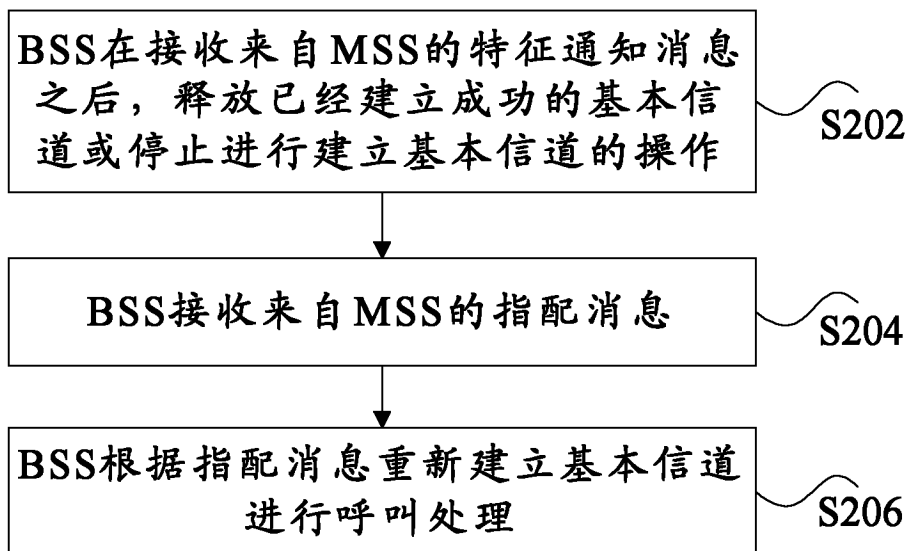 BSS在接收来自MSS的特征通知消息
之后，释放已经建立成功的基本信
道或停止进行建立基本信道的操作
S202
BSS接收来自MSS的指配消息
S204
BSS根据指配消息重新建立基本信道
进行呼叫处理
S206